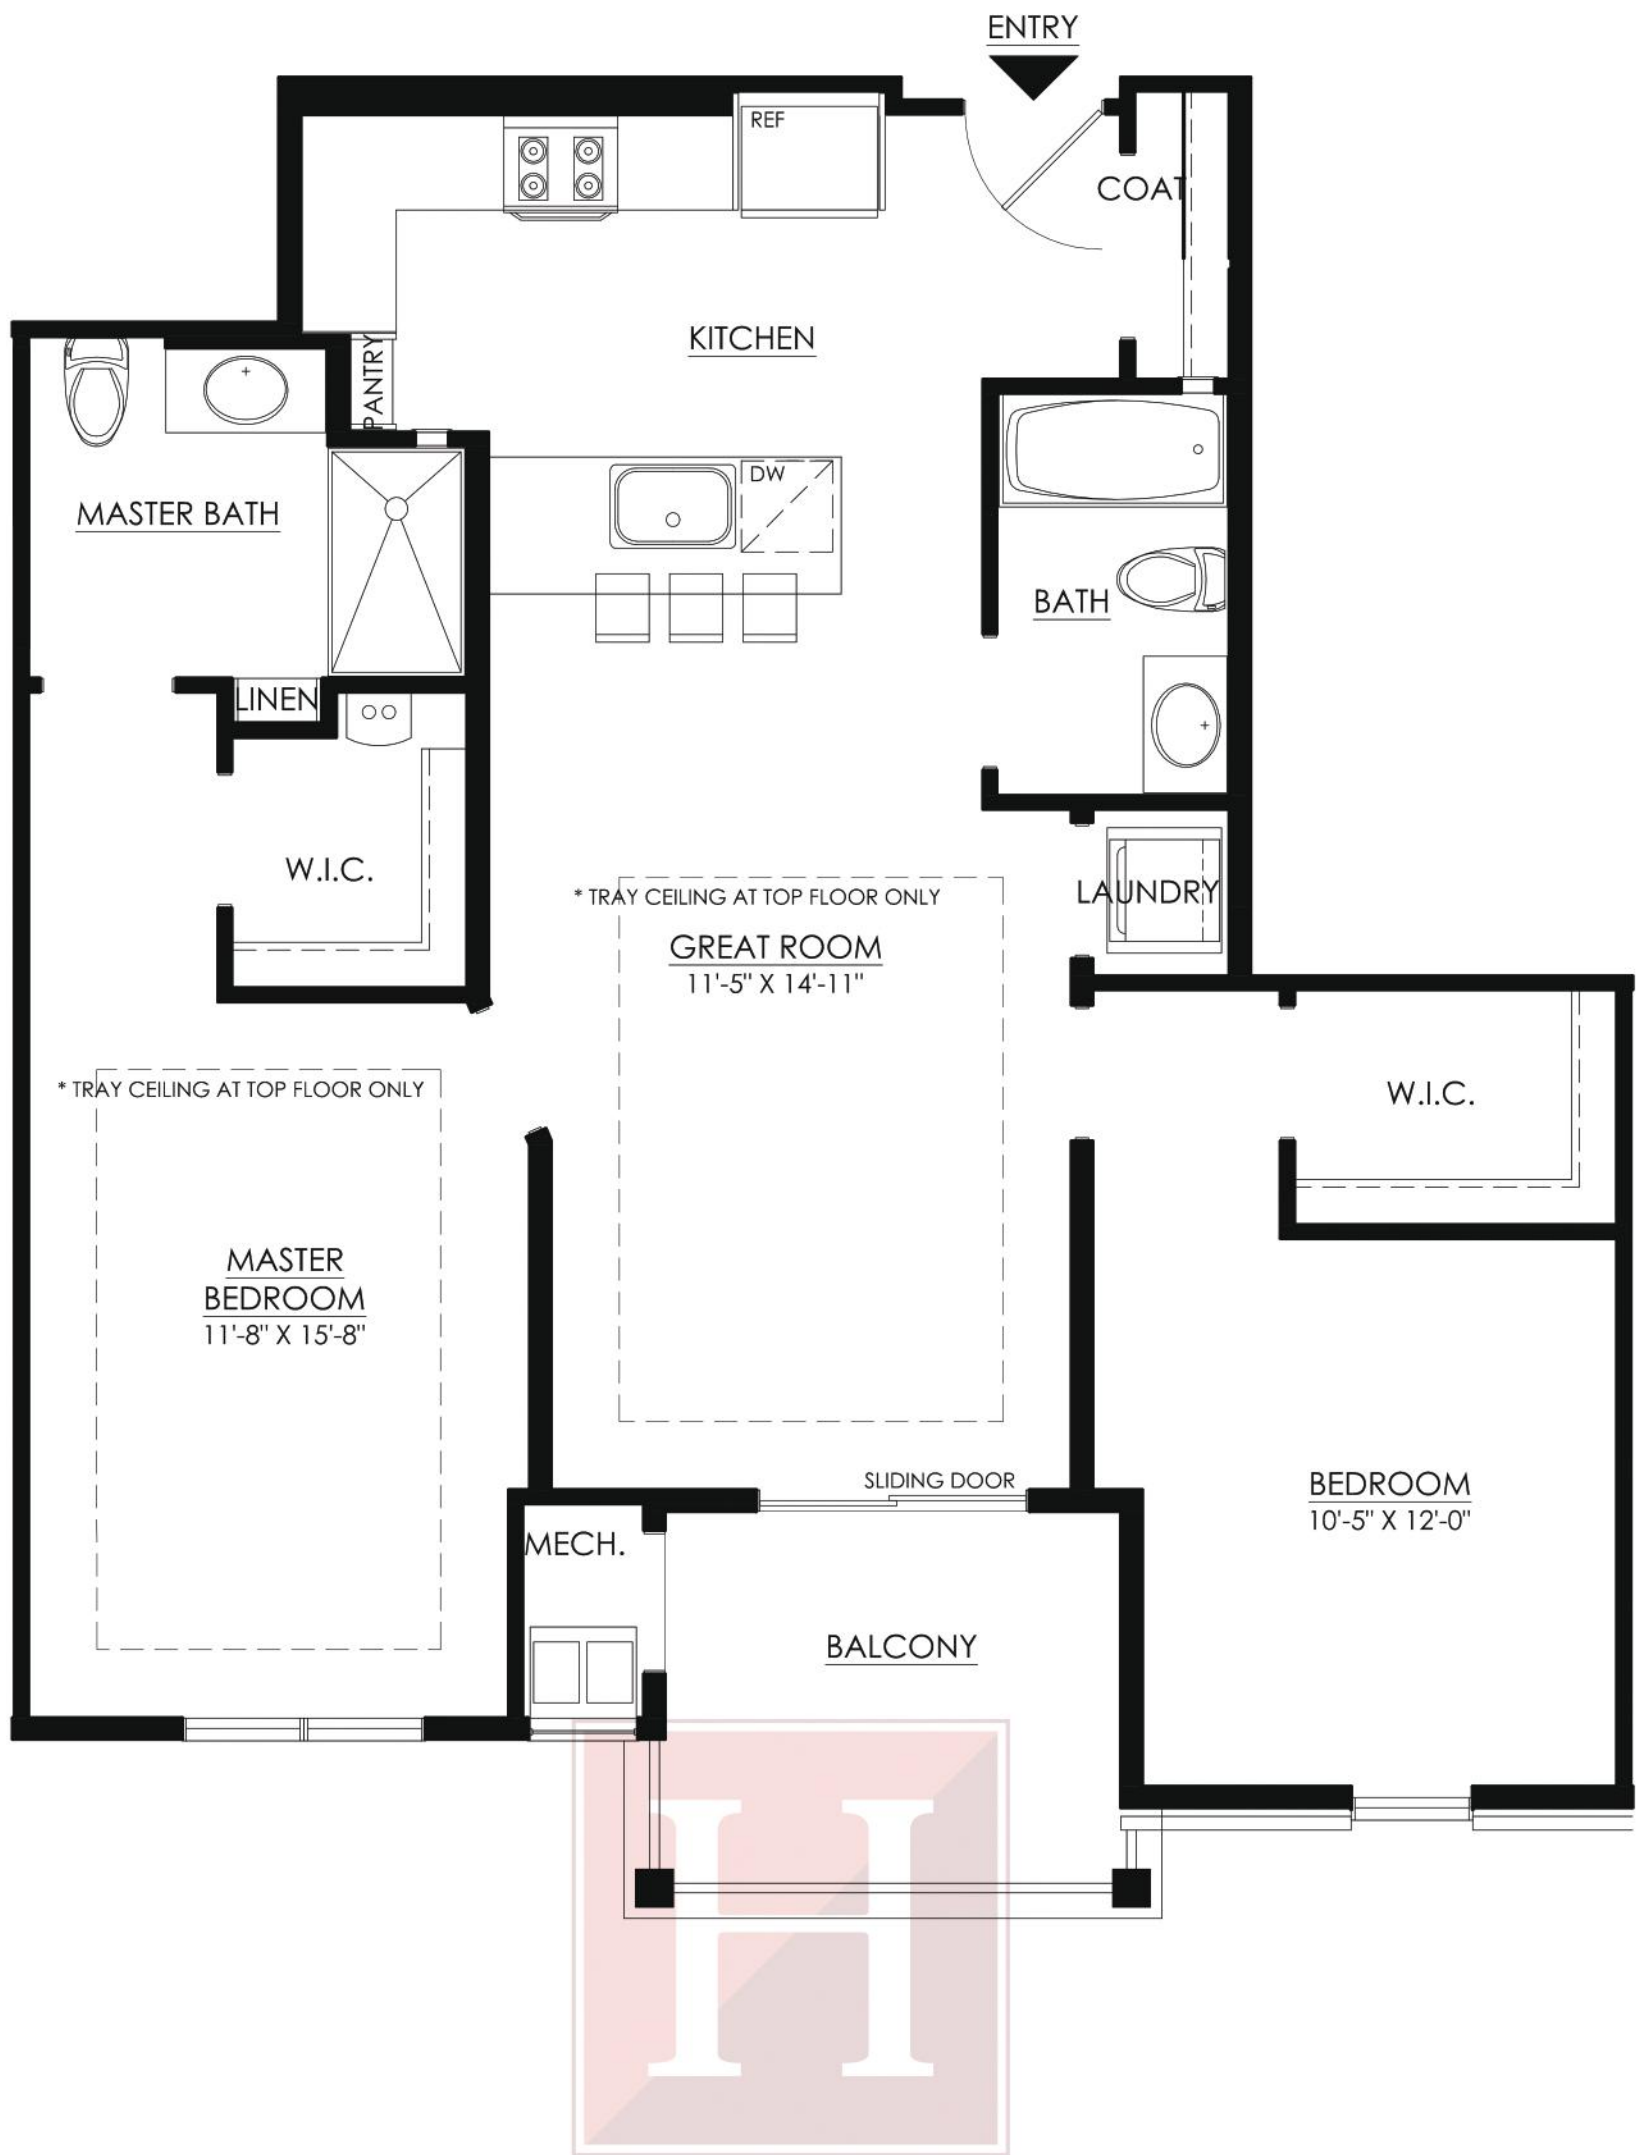 ENTRY
REF
COAT
KITCHEN
PANTRY
DW
MASTER BATH
BATH
LINEN
W.I.C.
LAUNDRY
* TRAY CEILING AT TOP FLOOR ONLY
GREAT ROOM
11'-5" X 14'-11"
* TRAY CEILING AT TOP FLOOR ONLY
W.I.C.
MASTER
BEDROOM
11'-8" X 15'-8"
SLIDING DOOR
BEDROOM
10'-5" X 12'-0"
MECH.
BALCONY
H